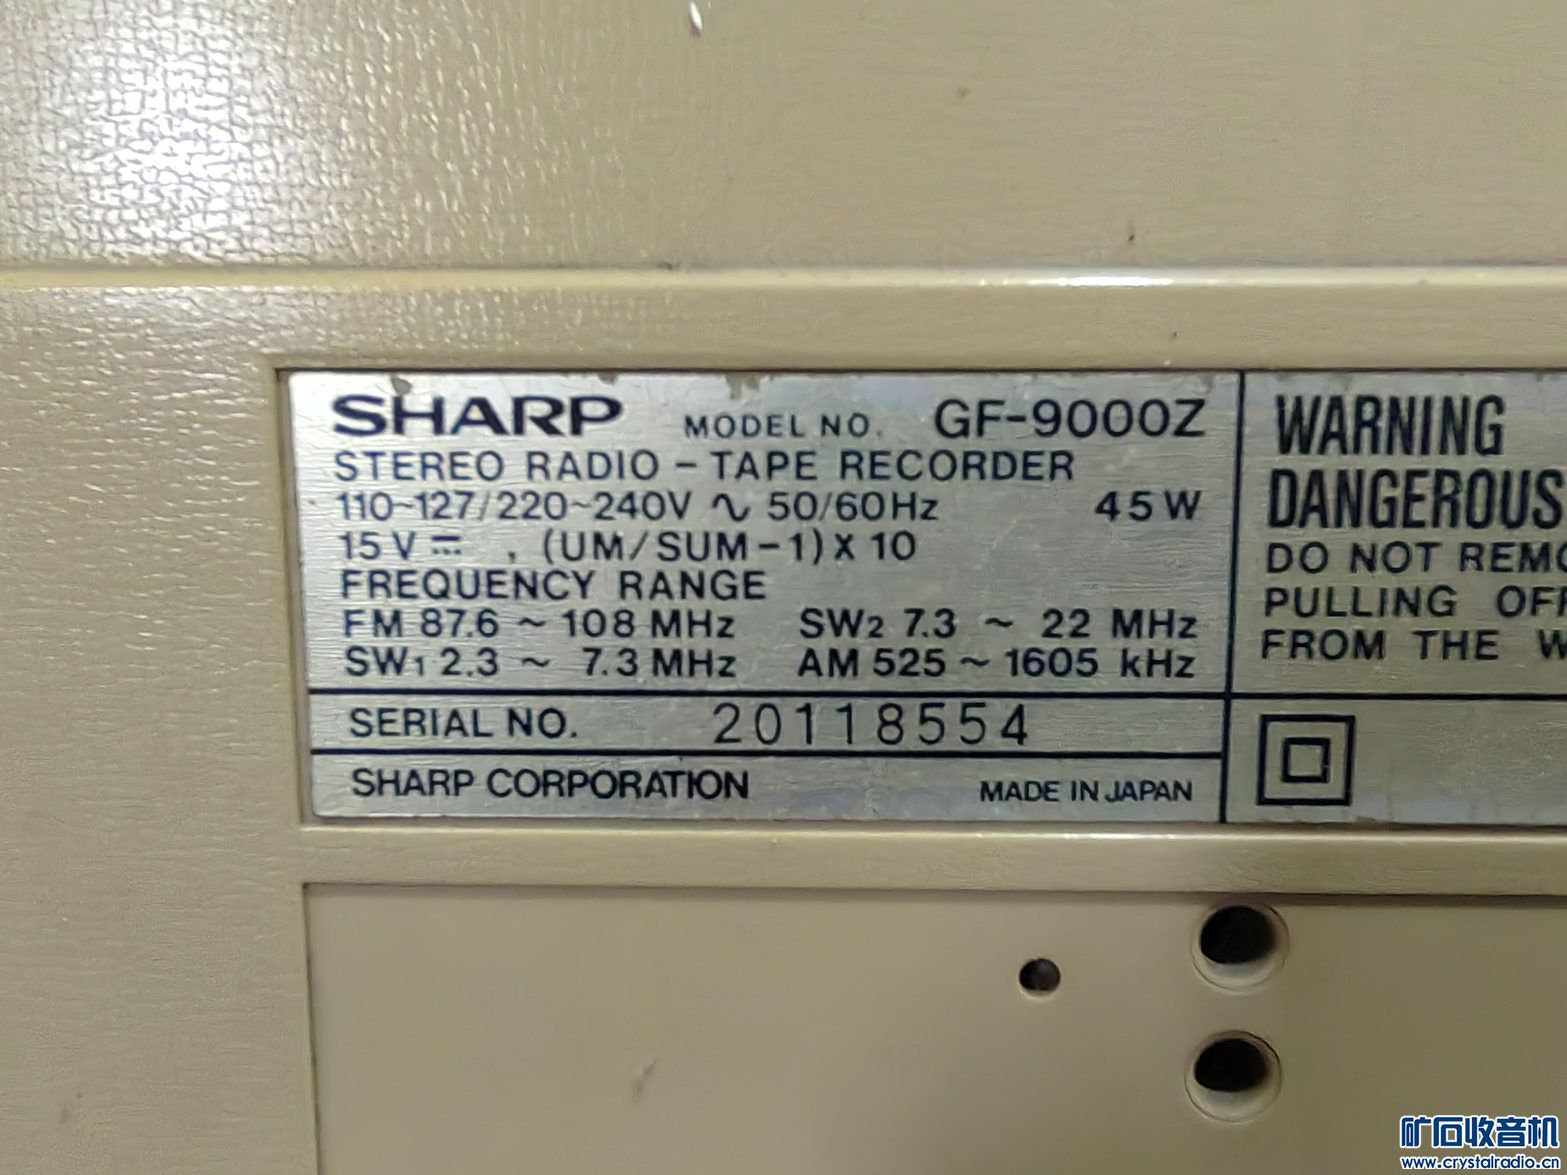 SHARP MODEL NO. GF-9000Z
STEREO RADIO - TAPE RECORDER
110~127/220~240V ∿ 50/60Hz 45W
15V ⎓ , (UM/SUM-1) X 10
FREQUENCY RANGE
FM 87.6 ~ 108 MHz SW2 7.3 ~ 22 MHz
SW1 2.3 ~ 7.3 MHz AM 525 ~ 1605 kHz
SERIAL NO. 20118554
SHARP CORPORATION MADE IN JAPAN
WARNING
DANGEROUS
DO NOT
PULLING
FROM THE
矿石收音机
www.crystalradio.cn